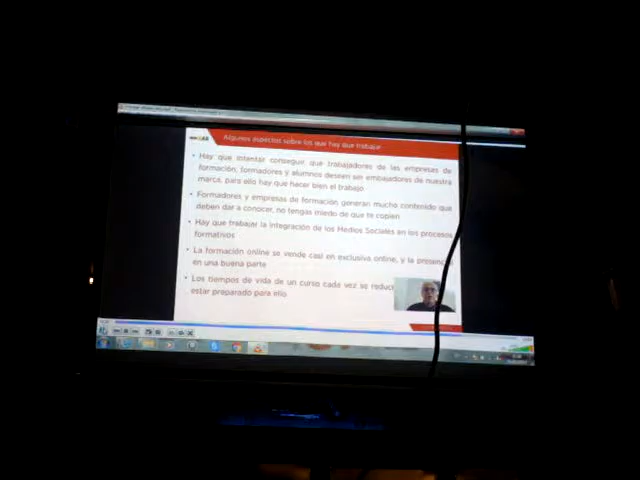 Algunos aspectos sobre los que hay que trabajar
• Hay que intentar conseguir que trabajadores de las empresas de
formación, formadores y alumnos deseen ser embajadores de nuestra
marca, para ello hay que hacer bien el trabajo
• Formadores y empresas de formación generan mucho contenido que
deben dar a conocer, no tengas miedo de que te copien
• Hay que trabajar la integración de los Medios Sociales en los procesos
formativos
• La formación online se vende casi en exclusiva online, y la presencial
en una buena parte
• Los tiempos de vida de un curso cada vez se reduce
estar preparado para ello